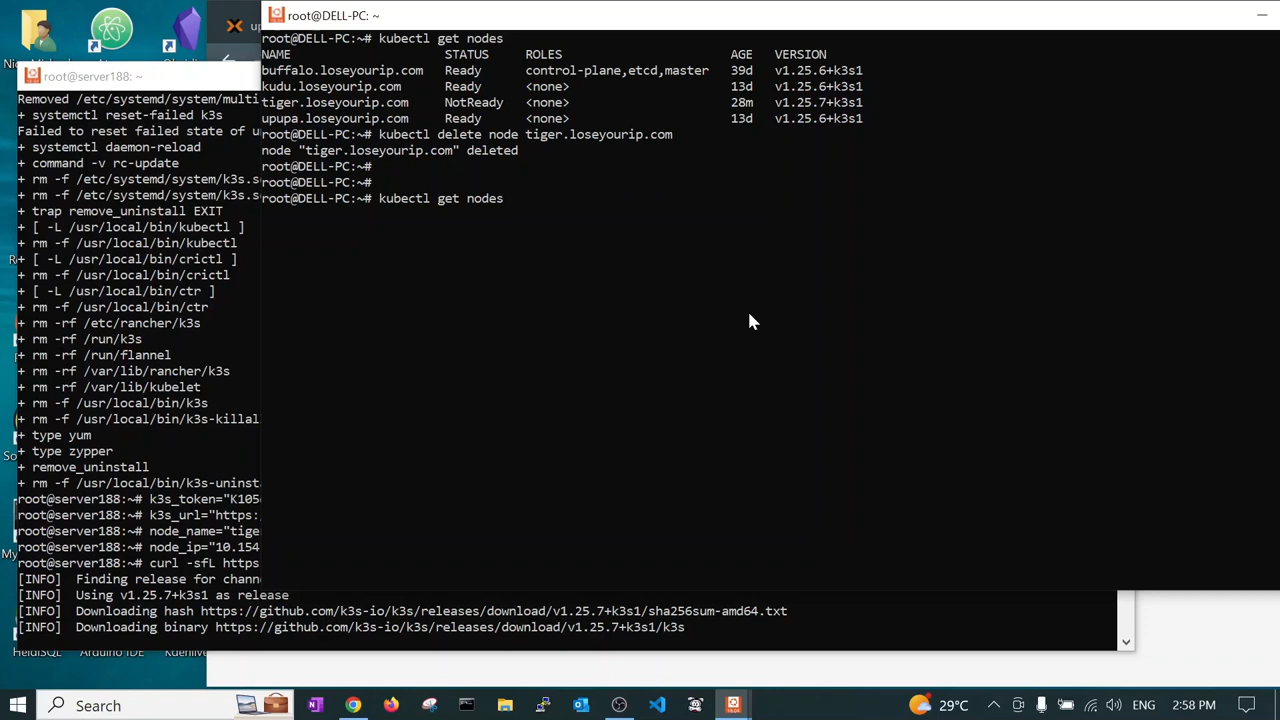 root@DELL-PC: ~
root@DELL-PC:~# kubectl get nodes
NAME STATUS ROLES AGE VERSION
buffalo.loseyourip.com Ready control-plane,etcd,master 39d v1.25.6+k3s1
kudu.loseyourip.com Ready <none> 13d v1.25.6+k3s1
tiger.loseyourip.com NotReady <none> 28m v1.25.7+k3s1
upupa.loseyourip.com Ready <none> 13d v1.25.6+k3s1
root@DELL-PC:~# kubectl delete node tiger.loseyourip.com
node "tiger.loseyourip.com" deleted
root@DELL-PC:~#
root@DELL-PC:~#
root@DELL-PC:~# kubectl get nodes
root@server188: ~
Removed /etc/systemd/system/multi
+ systemctl reset-failed k3s
Failed to reset failed state of u
+ systemctl daemon-reload
+ command -v rc-update
+ rm -f /etc/systemd/system/k3s.s
+ rm -f /etc/systemd/system/k3s.s
+ trap remove_uninstall EXIT
+ [ -L /usr/local/bin/kubectl ]
+ rm -f /usr/local/bin/kubectl
+ [ -L /usr/local/bin/crictl ]
+ rm -f /usr/local/bin/crictl
+ [ -L /usr/local/bin/ctr ]
+ rm -f /usr/local/bin/ctr
+ rm -rf /etc/rancher/k3s
+ rm -rf /run/k3s
+ rm -rf /run/flannel
+ rm -rf /var/lib/rancher/k3s
+ rm -rf /var/lib/kubelet
+ rm -f /usr/local/bin/k3s
+ rm -f /usr/local/bin/k3s-killal
+ type yum
+ type zypper
+ remove_uninstall
+ rm -f /usr/local/bin/k3s-uninst
root@server188:~# k3s_token="K105
root@server188:~# k3s_url="https:
root@server188:~# node_name="tige
root@server188:~# node_ip="10.154
root@server188:~# curl -sfL https
[INFO] Finding release for chann
[INFO] Using v1.25.7+k3s1 as release
[INFO] Downloading hash https://github.com/k3s-io/k3s/releases/download/v1.25.7+k3s1/sha256sum-amd64.txt
[INFO] Downloading binary https://github.com/k3s-io/k3s/releases/download/v1.25.7+k3s1/k3s
HeidiSQL Arduino IDE Kdenlive
Search
29°C
ENG
2:58 PM